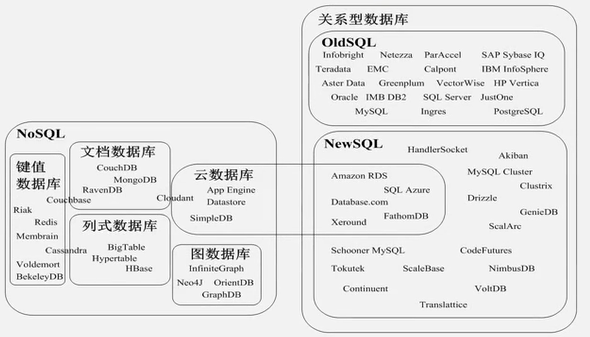 关系型数据库
OldSQL
Infobright Netezza ParAccel SAP Sybase IQ
Teradata EMC Calpont IBM InfoSphere
Aster Data Greenplum VectorWise HP Vertica
Oracle IMB DB2 SQL Server JustOne
MySQL Ingres PostgreSQL
NoSQL
键值
数据库
Couchbase
Riak
Redis
Membrain
Cassandra
Voldemort
BekeleyDB
文档数据库
CouchDB
MongoDB
RavenDB
列式数据库
BigTable
Hypertable
HBase
云数据库
App Engine
Cloudant Datastore
SimpleDB
图数据库
InfiniteGraph
Neo4J OrientDB
GraphDB
NewSQL
HandlerSocket
Akiban
Amazon RDS
MySQL Cluster
SQL Azure
Clustrix
Database.com
Drizzle
FathomDB
GenieDB
Xeround
ScalArc
Schooner MySQL CodeFutures
Tokutek ScaleBase NimbusDB
Continuent VoltDB
Translattice